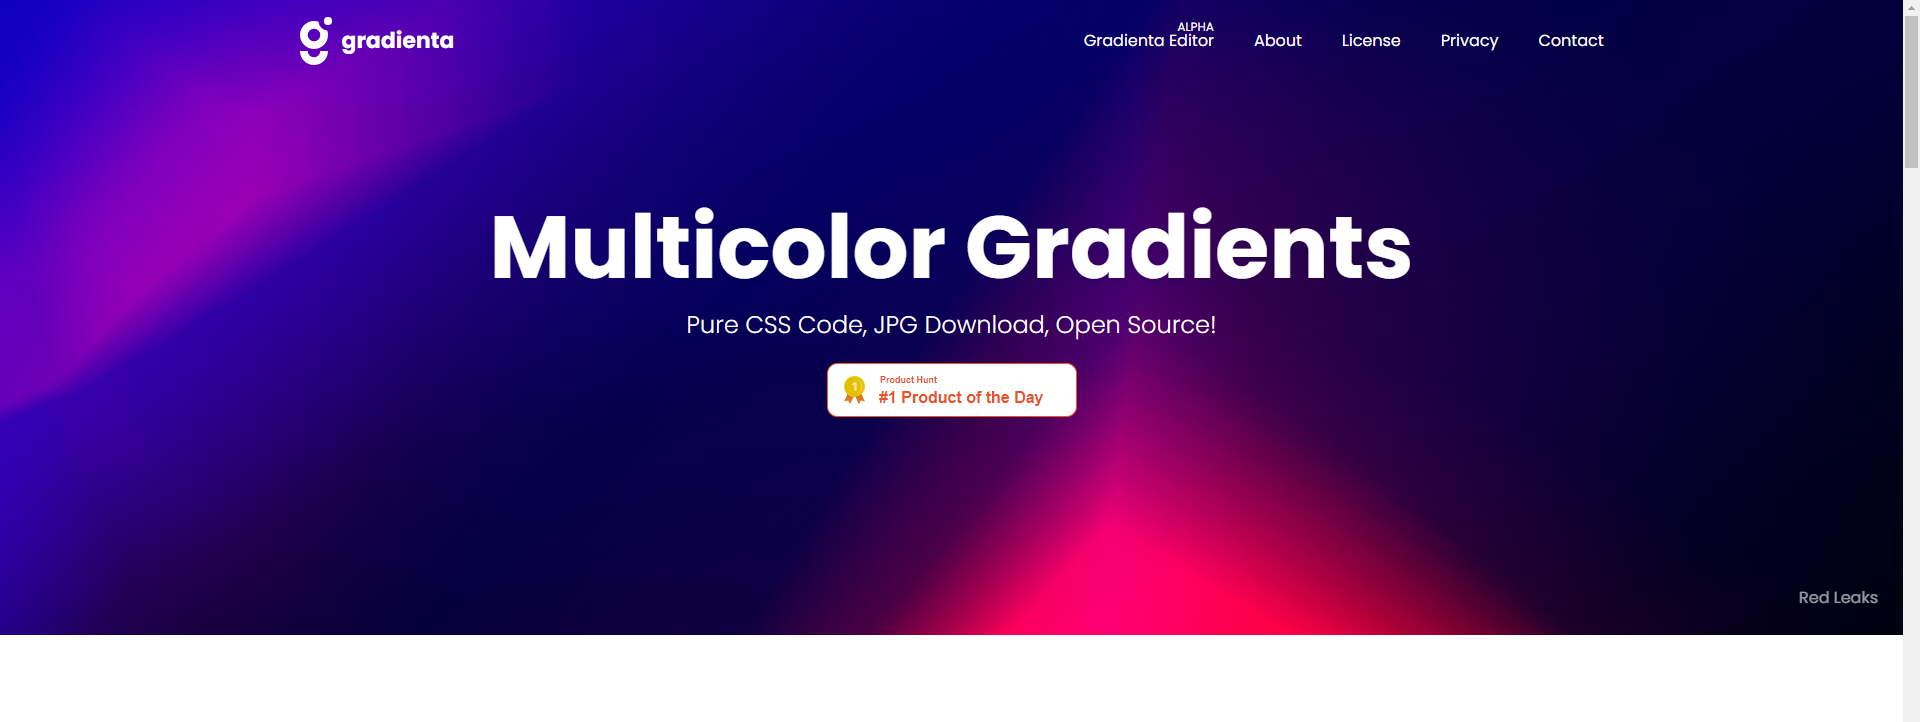 gradienta
ALPHA
Gradienta Editor
About
License
Privacy
Contact
Multicolor Gradients
Pure CSS Code, JPG Download, Open Source!
1
Product Hunt
#1 Product of the Day
Red Leaks